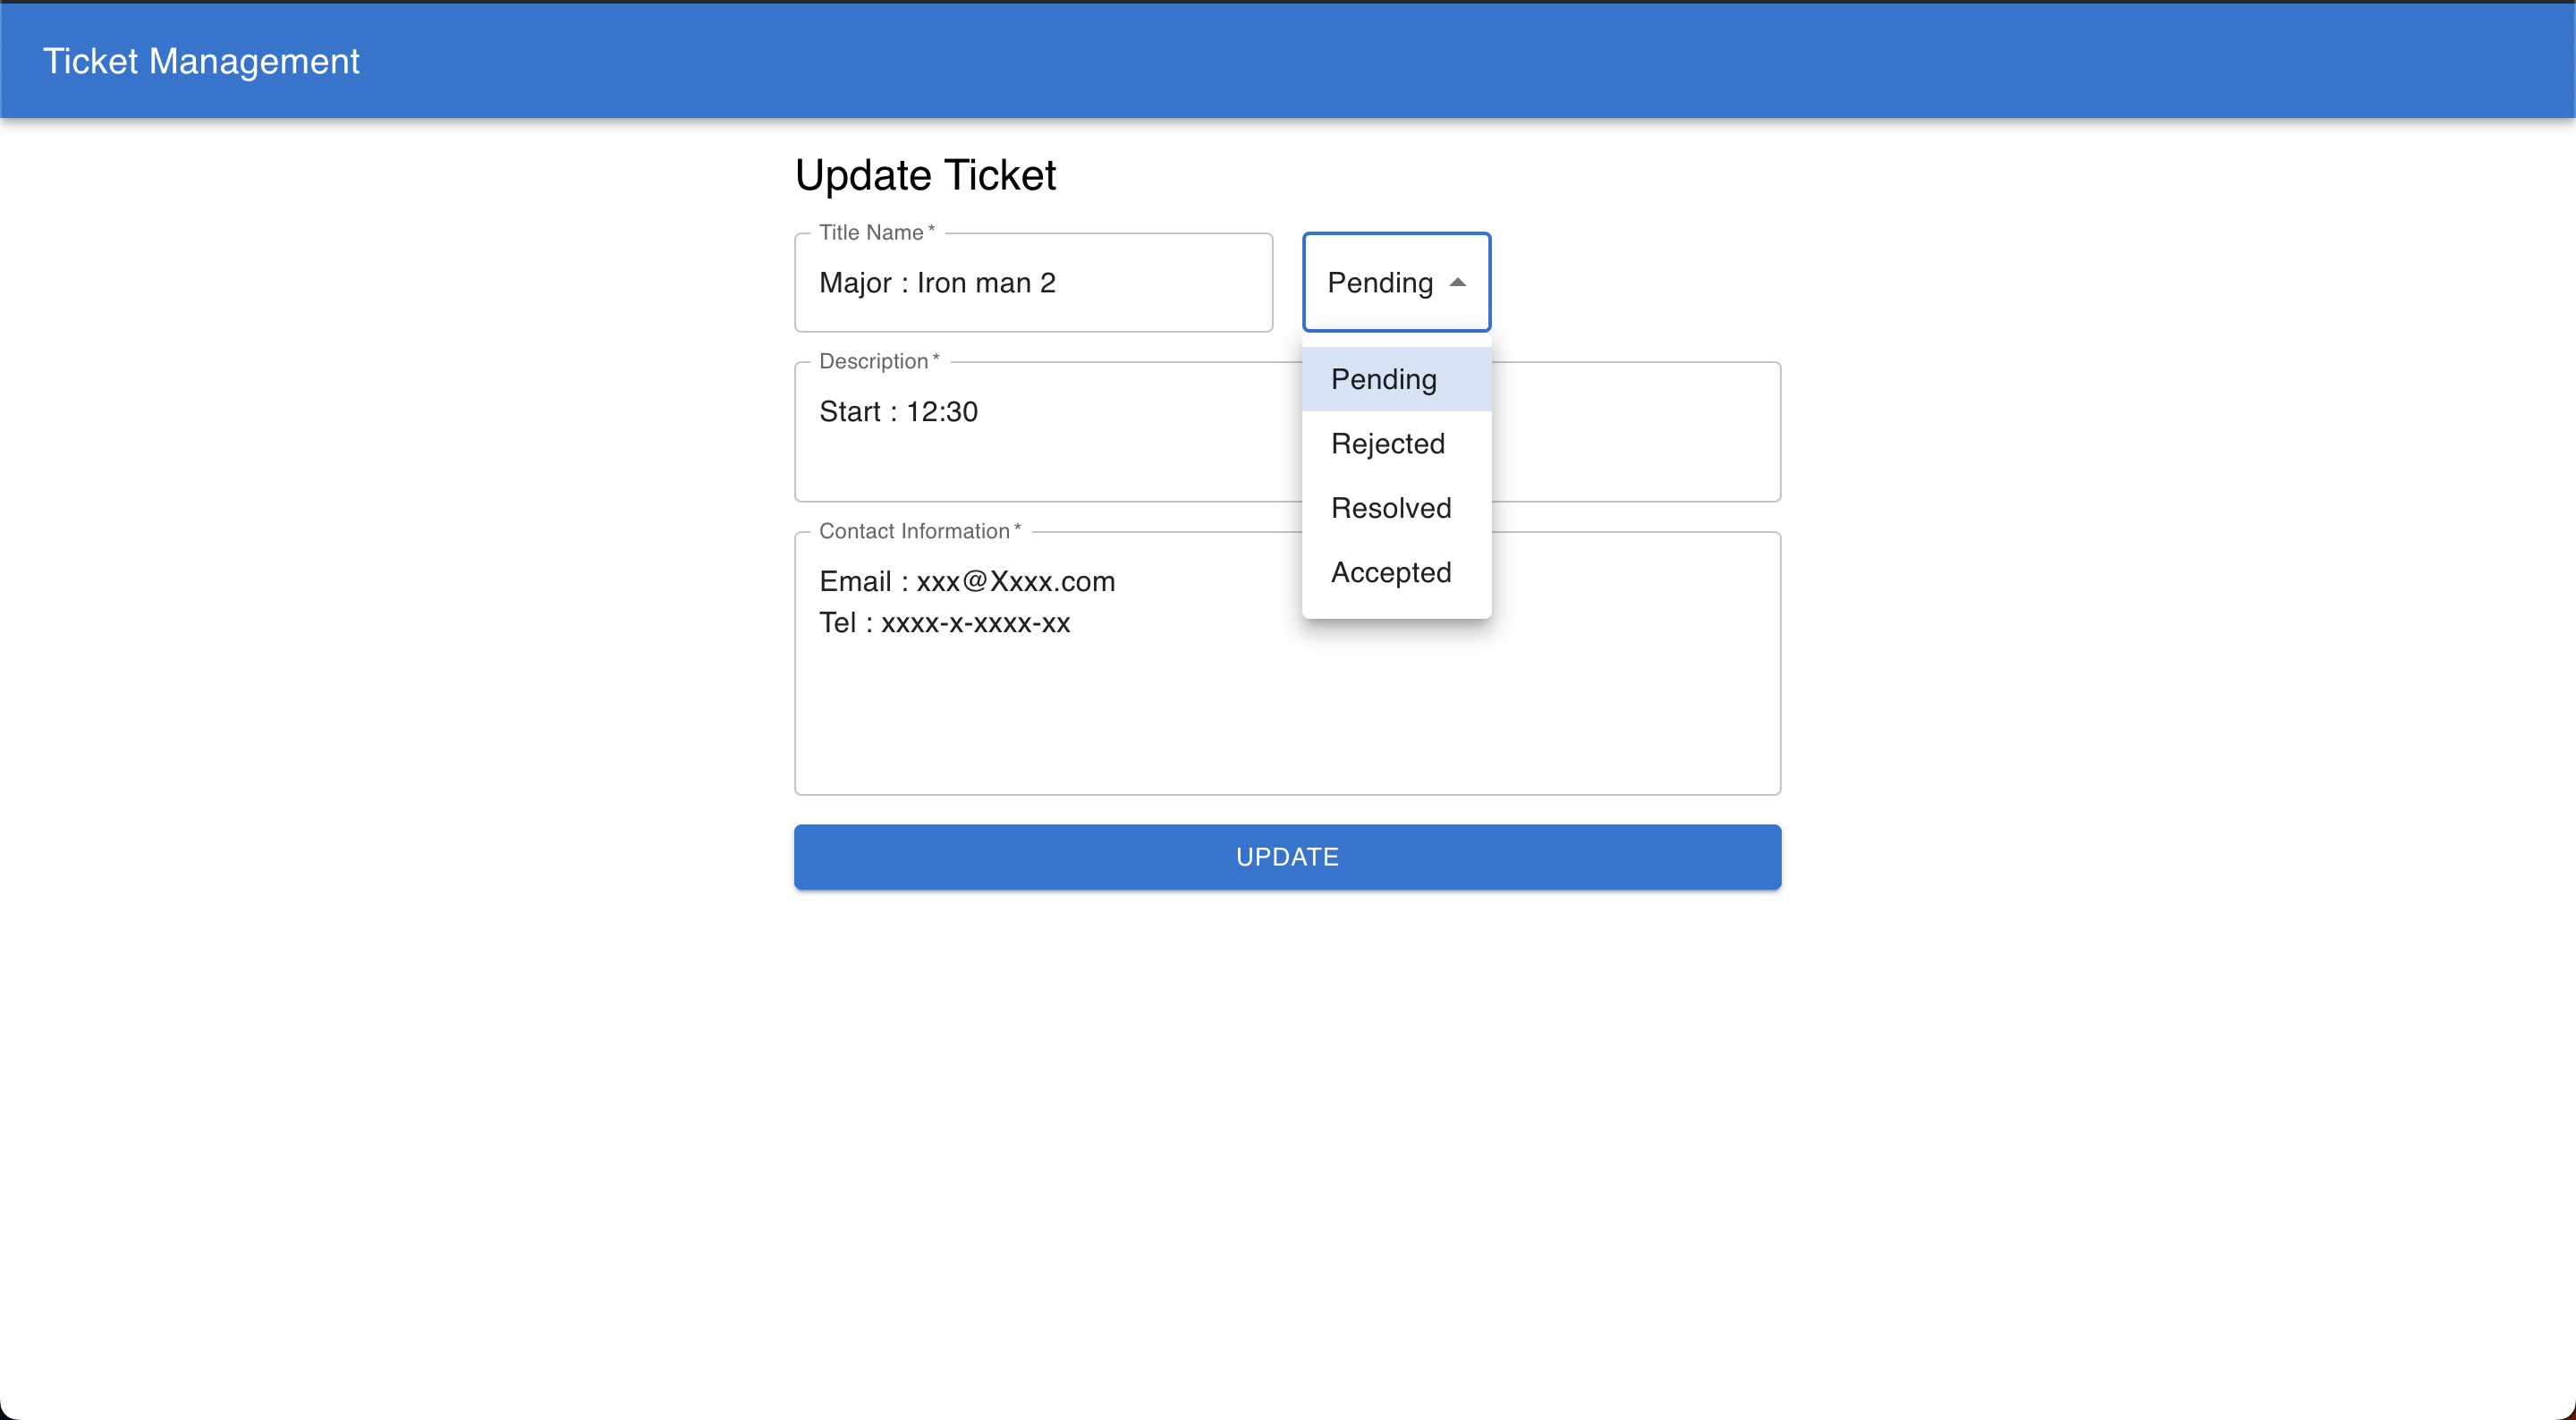 Ticket Management
Update Ticket
Title Name *
Major : Iron man 2
Pending
Pending
Rejected
Resolved
Accepted
Description *
Start : 12:30
Contact Information *
Email : xxx@Xxxx.com
Tel : xxxx-x-xxxx-xx
UPDATE